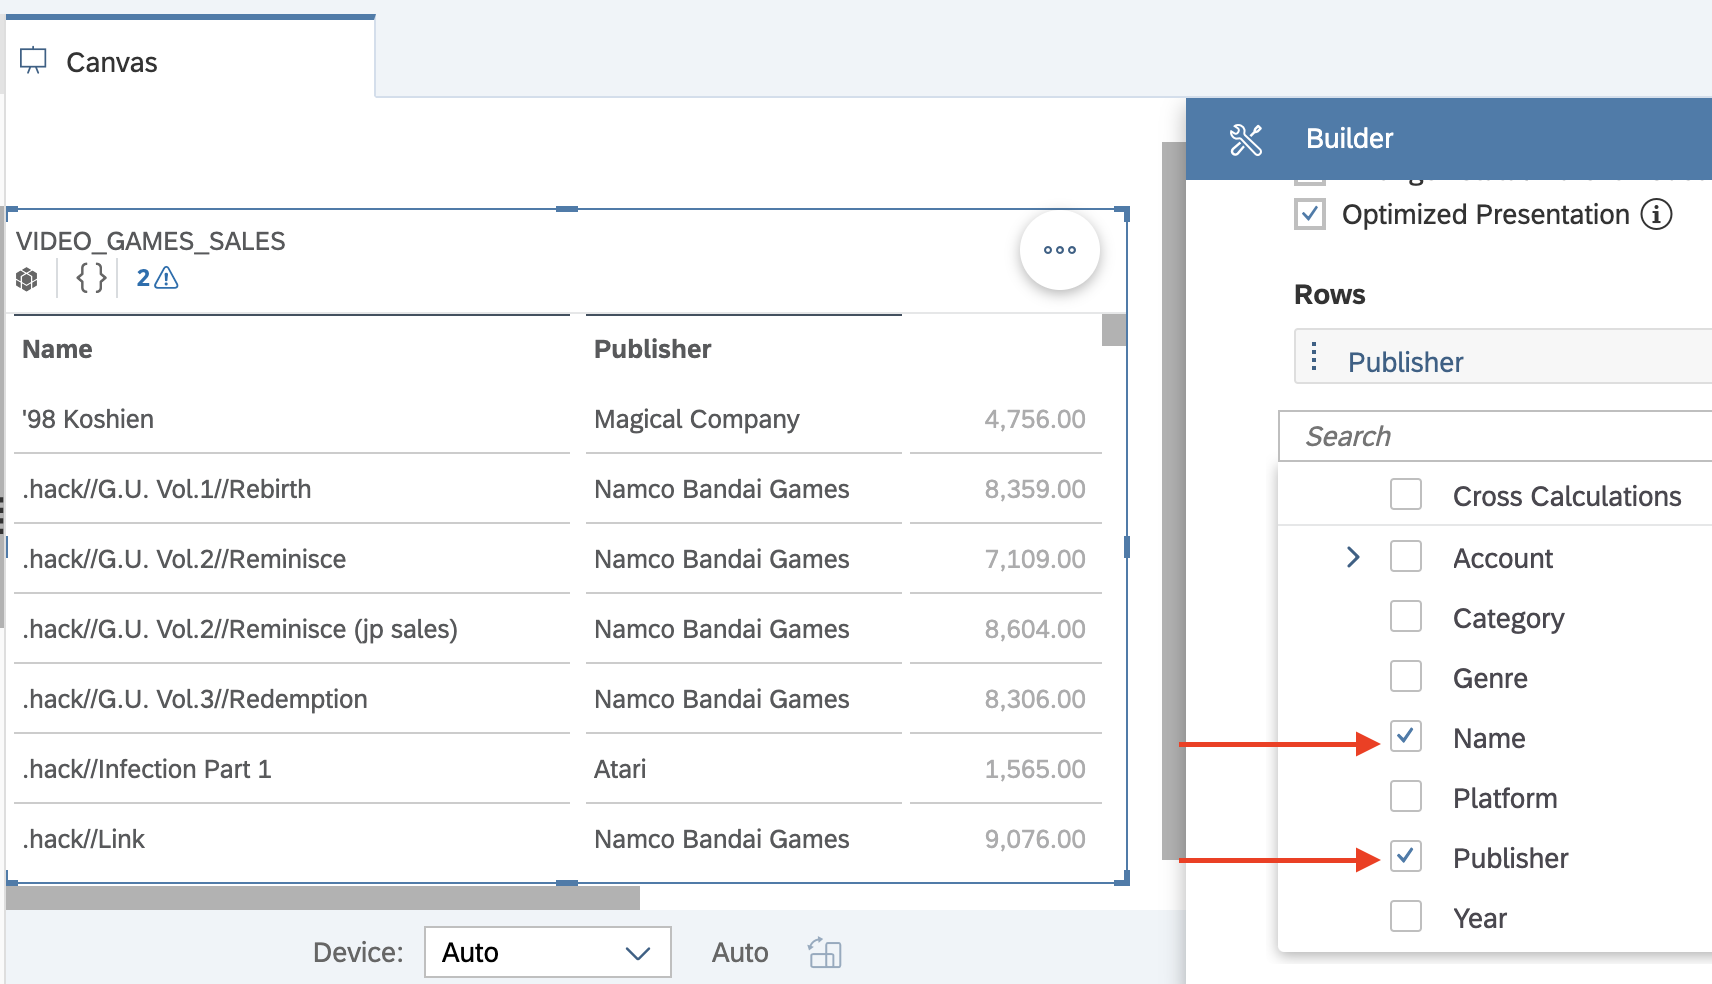 Canvas
VIDEO_GAMES_SALES
{} 2
Name Publisher
'98 Koshien Magical Company 4,756.00
.hack//G.U. Vol.1//Rebirth Namco Bandai Games 8,359.00
.hack//G.U. Vol.2//Reminisce Namco Bandai Games 7,109.00
.hack//G.U. Vol.2//Reminisce (jp sales) Namco Bandai Games 8,604.00
.hack//G.U. Vol.3//Redemption Namco Bandai Games 8,306.00
.hack//Infection Part 1 Atari 1,565.00
.hack//Link Namco Bandai Games 9,076.00
Device: Auto Auto
Builder
Optimized Presentation
Rows
Publisher
Search
Cross Calculations
Account
Category
Genre
Name
Platform
Publisher
Year